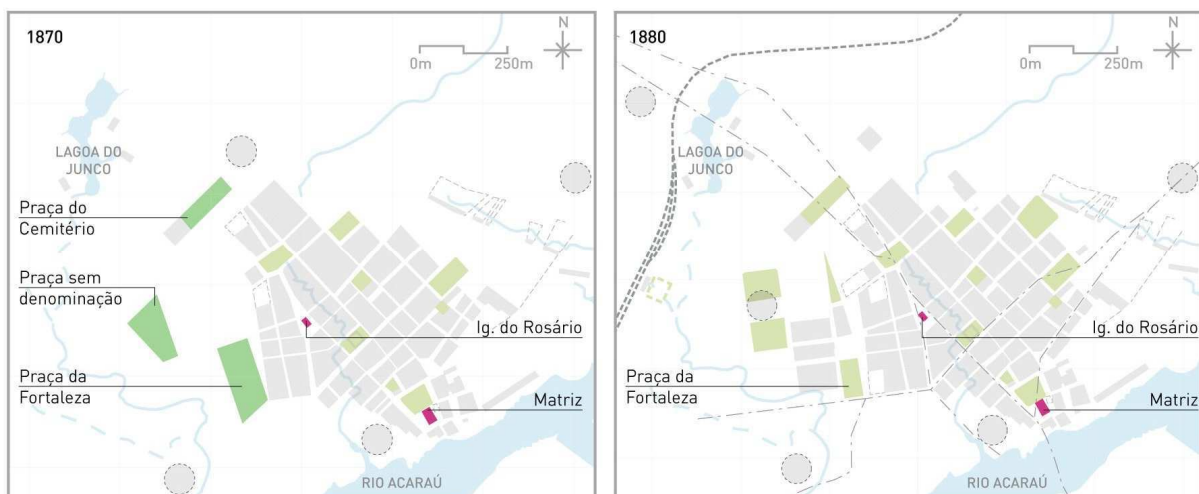 1870
N
0m 250m
LAGOA DO
JUNCO
Praça do
Cemitério
Praça sem
denominação
Ig. do Rosário
Praça da
Fortaleza
Matriz
RIO ACARAÚ
1880
N
0m 250m
LAGOA DO
JUNCO
Ig. do Rosário
Praça da
Fortaleza
Matriz
RIO ACARAÚ